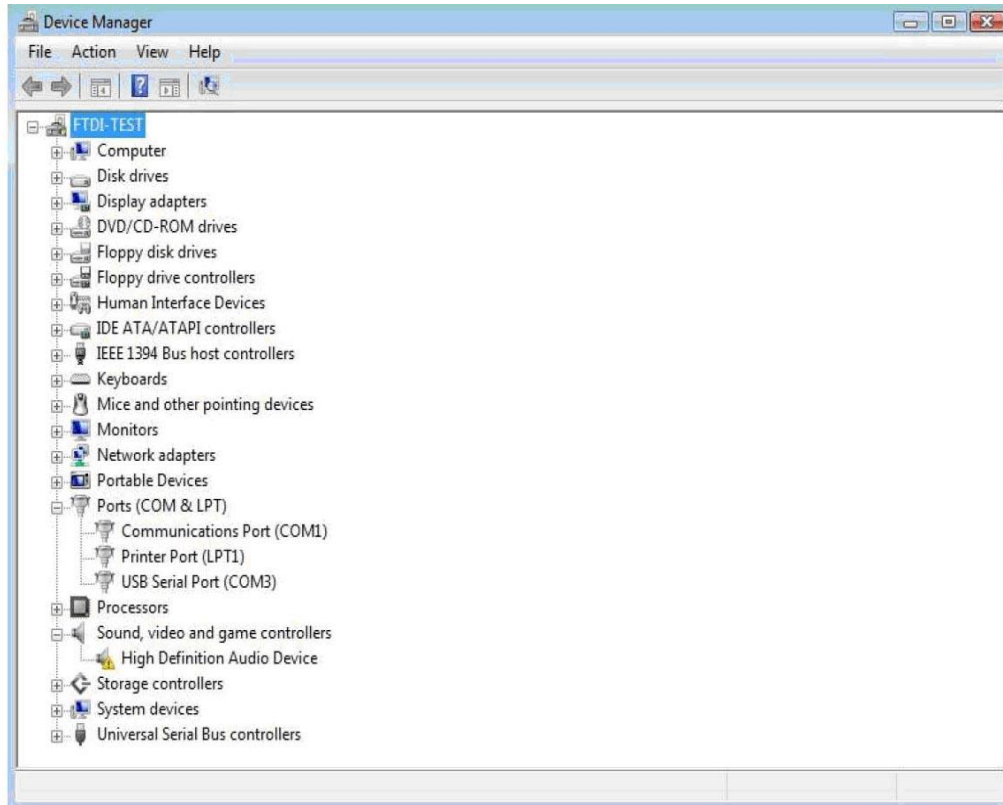 Device Manager
File Action View Help
FTDI-TEST
Computer
Disk drives
Display adapters
DVD/CD-ROM drives
Floppy disk drives
Floppy drive controllers
Human Interface Devices
IDE ATA/ATAPI controllers
IEEE 1394 Bus host controllers
Keyboards
Mice and other pointing devices
Monitors
Network adapters
Portable Devices
Ports (COM & LPT)
Communications Port (COM1)
Printer Port (LPT1)
USB Serial Port (COM3)
Processors
Sound, video and game controllers
High Definition Audio Device
Storage controllers
System devices
Universal Serial Bus controllers